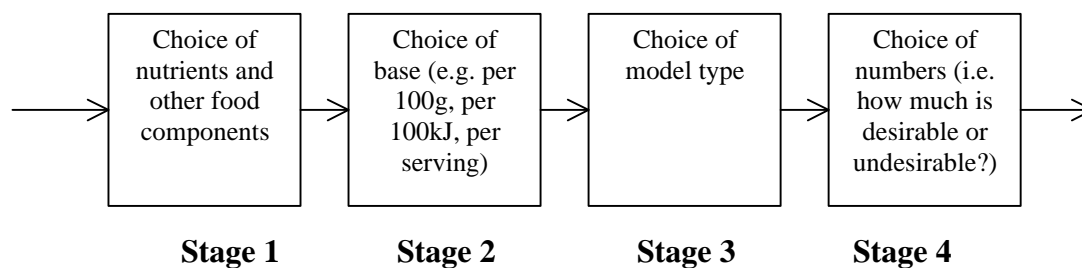 Choice of
nutrients and
other food
components
Choice of
base (e.g. per
100g, per
100kJ, per
serving)
Choice of
model type
Choice of
numbers (i.e.
how much is
desirable or
undesirable?)
Stage 1
Stage 2
Stage 3
Stage 4